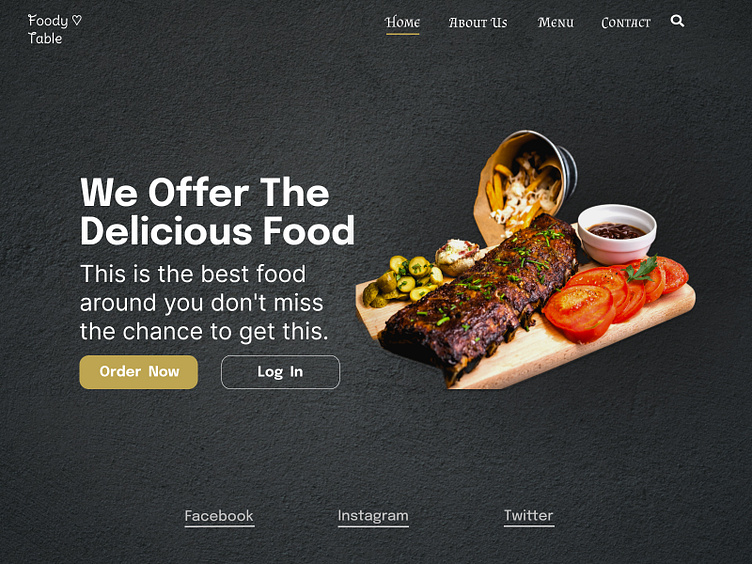 Foody ♡
Table
Home About Us Menu Contact
We Offer The
Delicious Food
This is the best food
around you don't miss
the chance to get this.
Order Now Log In
Facebook Instagram Twitter